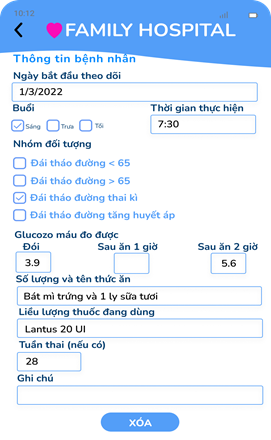 10:12
FAMILY HOSPITAL
Thông tin bệnh nhân
Ngày bắt đầu theo dõi
1/3/2022
Buổi Thời gian thực hiện
Sáng Trưa Tối 7:30
Nhóm đối tượng
Đái tháo đường < 65
Đái tháo đường > 65
Đái tháo đường thai kì
Đái tháo đường tăng huyết áp
Glucozo máu đo được
Đói Sau ăn 1 giờ Sau ăn 2 giờ
3.9 5.6
Số lượng và tên thức ăn
Bát mì trứng và 1 ly sữa tươi
Liều lượng thuốc đang dùng
Lantus 20 UI
Tuần thai (nếu có)
28
Ghi chú
XÓA